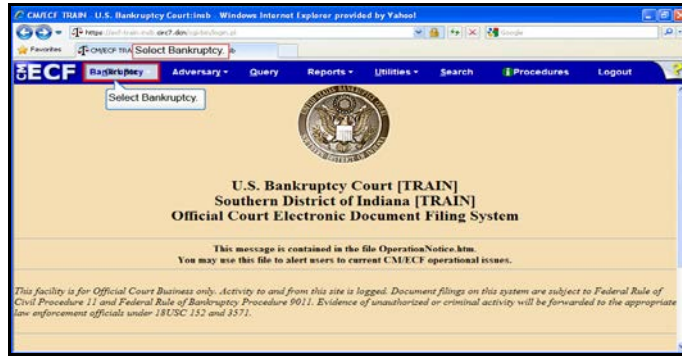 CM/ECF TRAIN - U.S. Bankruptcy Court:insb - Windows Internet Explorer provided by Yahoo!
Google
Favorites CM/ECF TRA Select Bankruptcy.
CM ECF Bankruptcy Adversary Query Reports Utilities Search Procedures Logout ?
Select Bankruptcy.
U.S. Bankruptcy Court [TRAIN]
Southern District of Indiana [TRAIN]
Official Court Electronic Document Filing System
This message is contained in the file OperationNotice.htm.
You may use this file to alert users to current CM/ECF operational issues.
This facility is for Official Court Business only. Activity to and from this site is logged. Document filings on this system are subject to Federal Rule of
Civil Procedure 11 and Federal Rule of Bankruptcy Procedure 9011. Evidence of unauthorized or criminal activity will be forwarded to the appropriate
law enforcement officials under 18USC 152 and 3571.